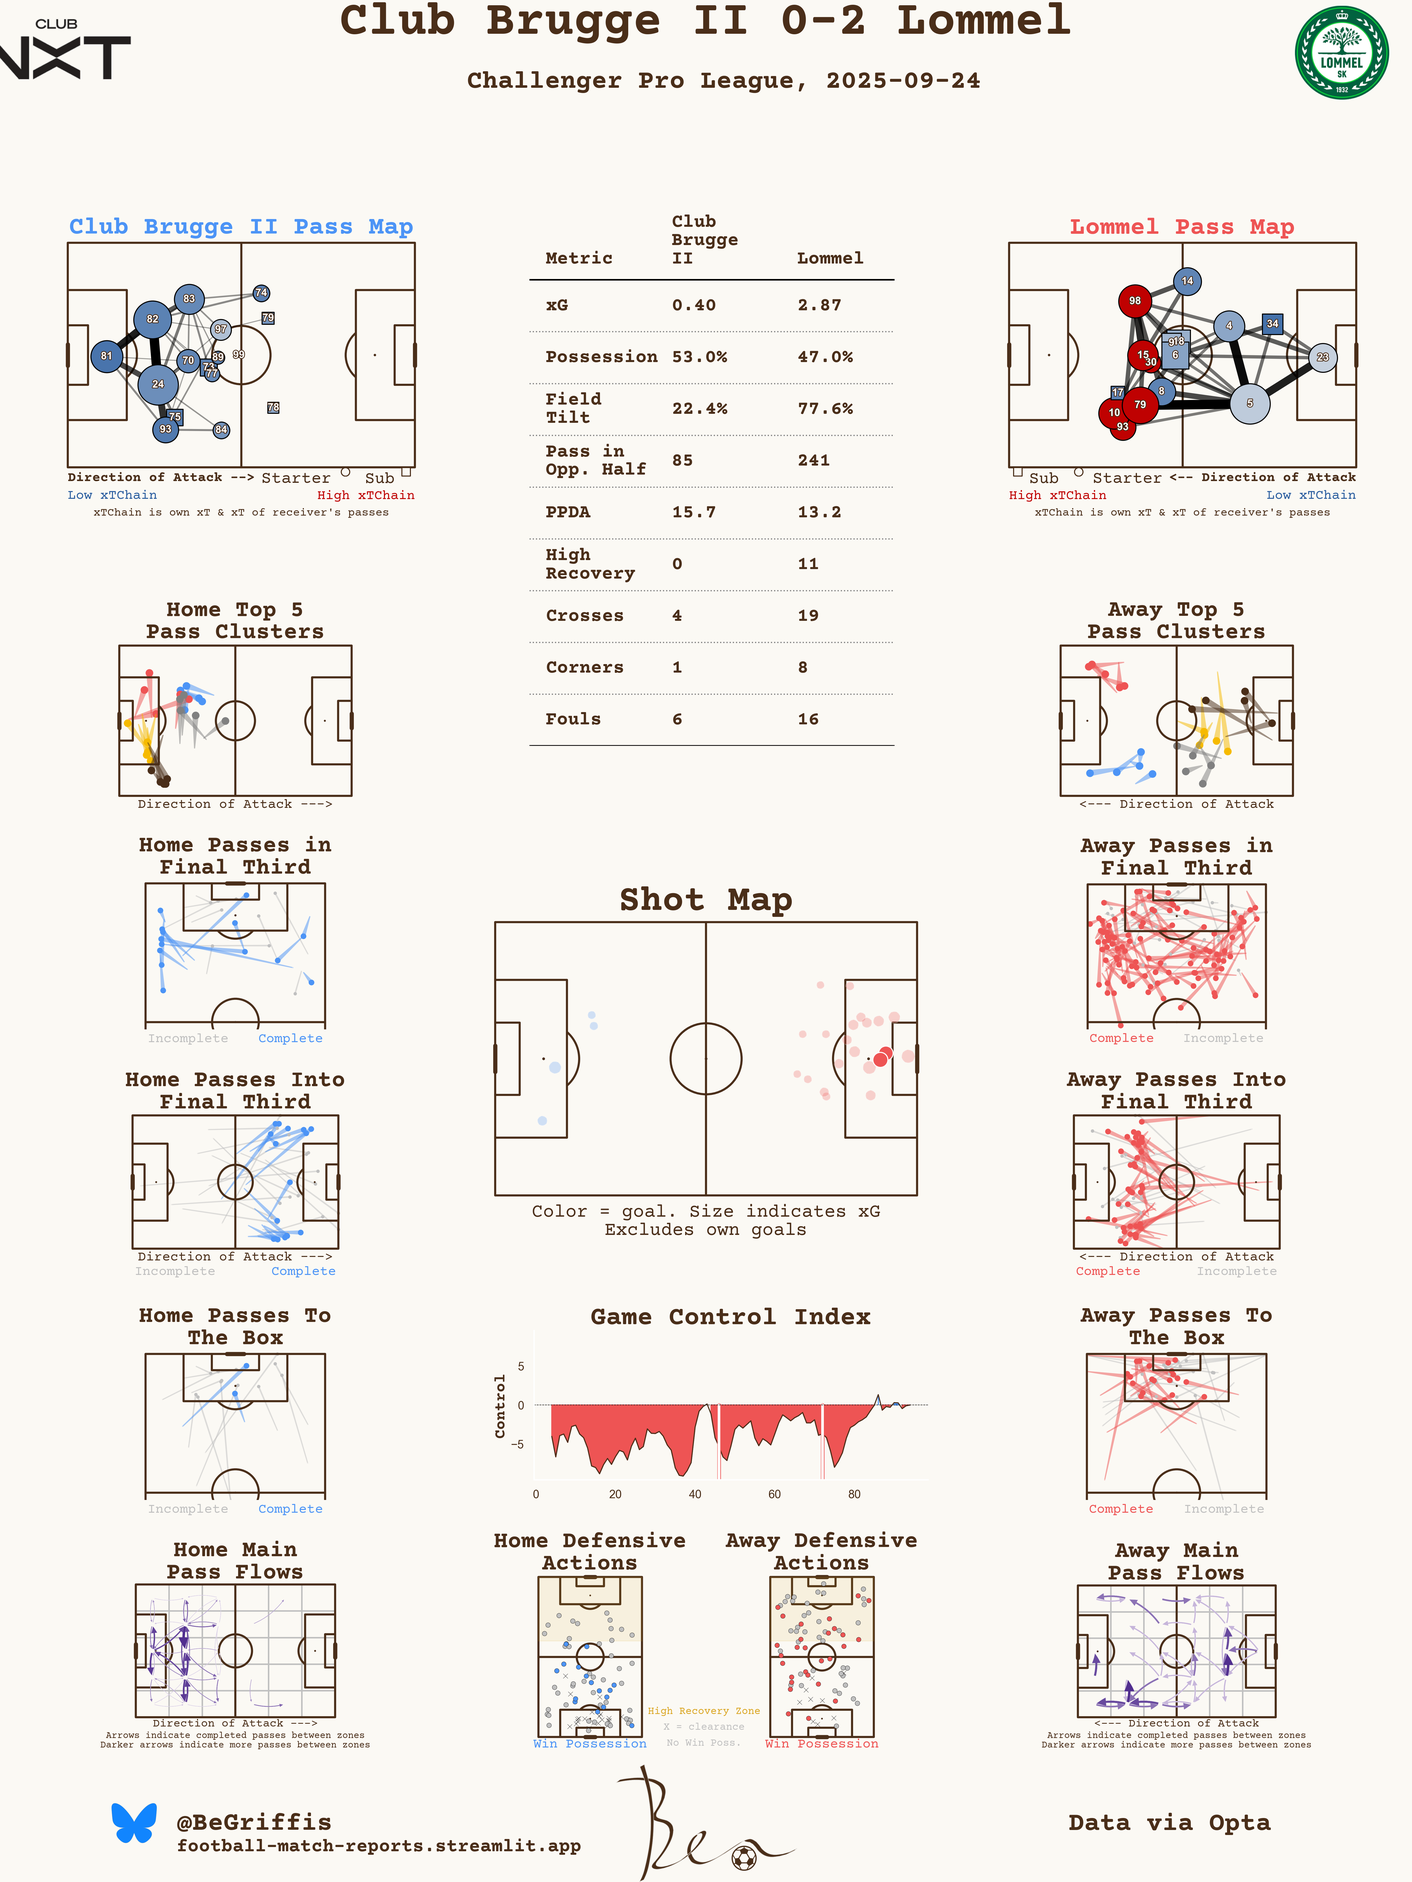 Club Brugge II 0-2 Lommel
Challenger Pro League, 2025-09-24
CLUB
NXT
LOMMEL
SK
1932
Club Brugge II Pass Map
83
74
79
82
97
81
70
89
99
77
24
75
78
93
84
Direction of Attack --> Starter Sub
Low xTChain High xTChain
xTChain is own xT & xT of receiver's passes
Metric Club Brugge II Lommel
xG 0.40 2.87
Possession 53.0% 47.0%
Field Tilt 22.4% 77.6%
Pass in Opp. Half 85 241
PPDA 15.7 13.2
High Recovery 0 11
Crosses 4 19
Corners 1 8
Fouls 6 16
Lommel Pass Map
14
98
4
34
18
15
6
30
23
17
8
10
79
5
93
Sub Starter <-- Direction of Attack
High xTChain Low xTChain
xTChain is own xT & xT of receiver's passes
Home Top 5
Pass Clusters
Direction of Attack --->
Away Top 5
Pass Clusters
<--- Direction of Attack
Home Passes in
Final Third
Incomplete Complete
Shot Map
Color = goal. Size indicates xG
Excludes own goals
Away Passes in
Final Third
Complete Incomplete
Home Passes Into
Final Third
Direction of Attack --->
Incomplete Complete
Away Passes Into
Final Third
<--- Direction of Attack
Complete Incomplete
Home Passes To
The Box
Incomplete Complete
Game Control Index
Control
5
0
−5
0 20 40 60 80
Away Passes To
The Box
Complete Incomplete
Home Main
Pass Flows
Direction of Attack --->
Arrows indicate completed passes between zones
Darker arrows indicate more passes between zones
Home Defensive
Actions
Win Possession
High Recovery Zone
X = clearance
No Win Poss.
Away Defensive
Actions
Win Possession
Away Main
Pass Flows
<--- Direction of Attack
Arrows indicate completed passes between zones
Darker arrows indicate more passes between zones
@BeGriffis
football-match-reports.streamlit.app
Ben
Data via Opta